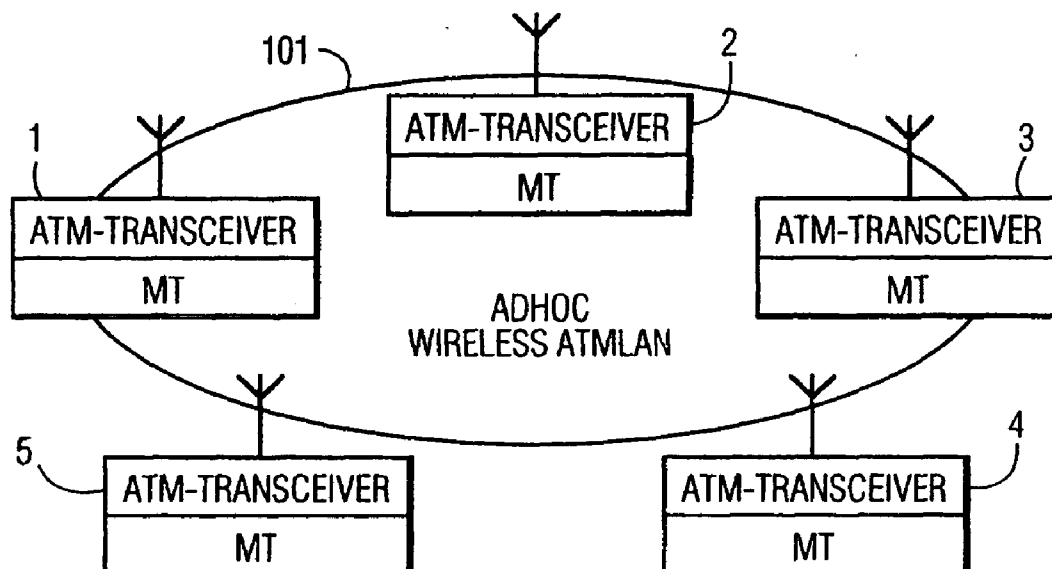 101
2
ATM-TRANSCEIVER
MT
1
ATM-TRANSCEIVER
MT
3
ATM-TRANSCEIVER
MT
ADHOC
WIRELESS ATMLAN
5
ATM-TRANSCEIVER
MT
4
ATM-TRANSCEIVER
MT